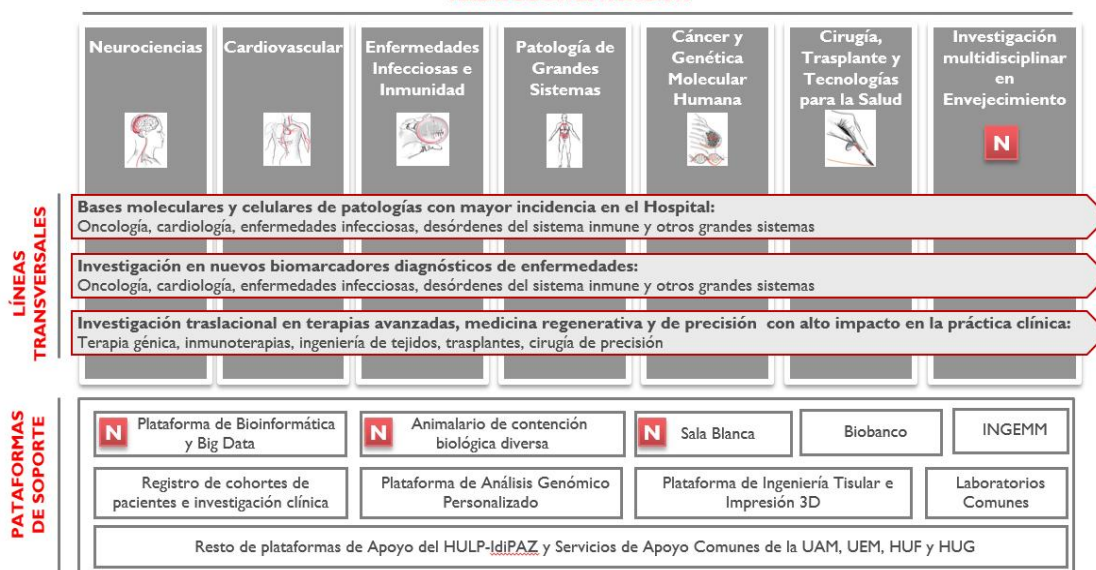 Neurociencias
Cardiovascular
Enfermedades
Infecciosas e
Inmunidad
Patología de
Grandes
Sistemas
Cáncer y
Genética
Molecular
Humana
Cirugía,
Trasplante y
Tecnologías
para la Salud
Investigación
multidisciplinar
en
Envejecimiento
N
LÍNEAS
TRANSVERSALES
Bases moleculares y celulares de patologías con mayor incidencia en el Hospital:
Oncología, cardiología, enfermedades infecciosas, desórdenes del sistema inmune y otros grandes sistemas
Investigación en nuevos biomarcadores diagnósticos de enfermedades:
Oncología, cardiología, enfermedades infecciosas, desórdenes del sistema inmune y otros grandes sistemas
Investigación traslacional en terapias avanzadas, medicina regenerativa y de precisión con alto impacto en la práctica clínica:
Terapia génica, inmunoterapias, ingeniería de tejidos, trasplantes, cirugía de precisión
PATAFORMAS
DE SOPORTE
N
Plataforma de Bioinformática
y Big Data
N
Animalario de contención
biológica diversa
N
Sala Blanca
Biobanco
INGEMM
Registro de cohortes de
pacientes e investigación clínica
Plataforma de Análisis Genómico
Personalizado
Plataforma de Ingeniería Tisular e
Impresión 3D
Laboratorios
Comunes
Resto de plataformas de Apoyo del HULP-IdiPAZ y Servicios de Apoyo Comunes de la UAM, UEM, HUF y HUG